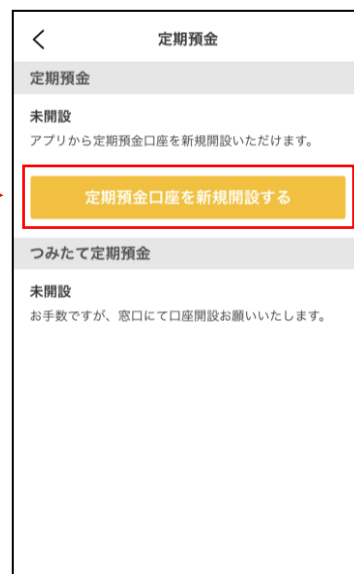 定期預金
定期預金
未開設
アプリから定期預金口座を新規開設いただけます。
定期預金口座を新規開設する
つみたて定期預金
未開設
お手数ですが、窓口にて口座開設お願いいたします。